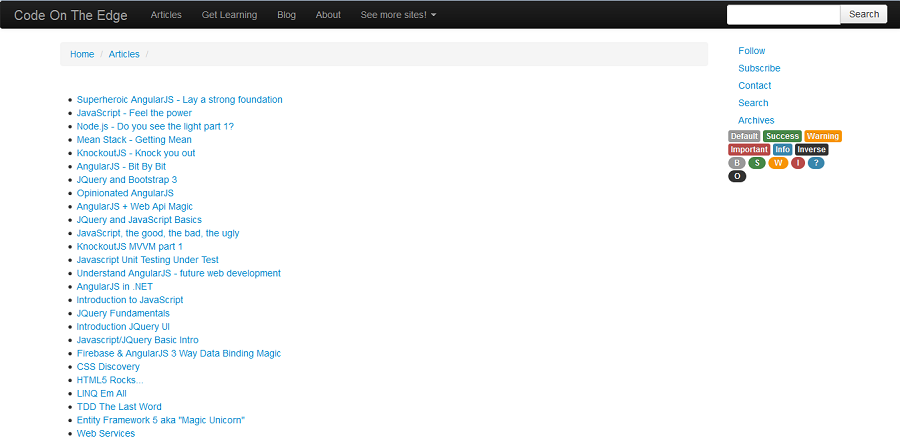 Code On The Edge Articles Get Learning Blog About See more sites! Search
Home / Articles /
Superheroic AngularJS - Lay a strong foundation
JavaScript - Feel the power
Node.js - Do you see the light part 1?
Mean Stack - Getting Mean
KnockoutJS - Knock you out
AngularJS - Bit By Bit
JQuery and Bootstrap 3
Opinionated AngularJS
AngularJS + Web Api Magic
JQuery and JavaScript Basics
JavaScript, the good, the bad, the ugly
KnockoutJS MVVM part 1
Javascript Unit Testing Under Test
Understand AngularJS - future web development
AngularJS in .NET
Introduction to JavaScript
JQuery Fundamentals
Introduction JQuery UI
Javascript/JQuery Basic Intro
Firebase & AngularJS 3 Way Data Binding Magic
CSS Discovery
HTML5 Rocks...
LINQ Em All
TDD The Last Word
Entity Framework 5 aka "Magic Unicorn"
Web Services
Follow
Subscribe
Contact
Search
Archives
Default Success Warning
Important Info Inverse
B S W I ?
O